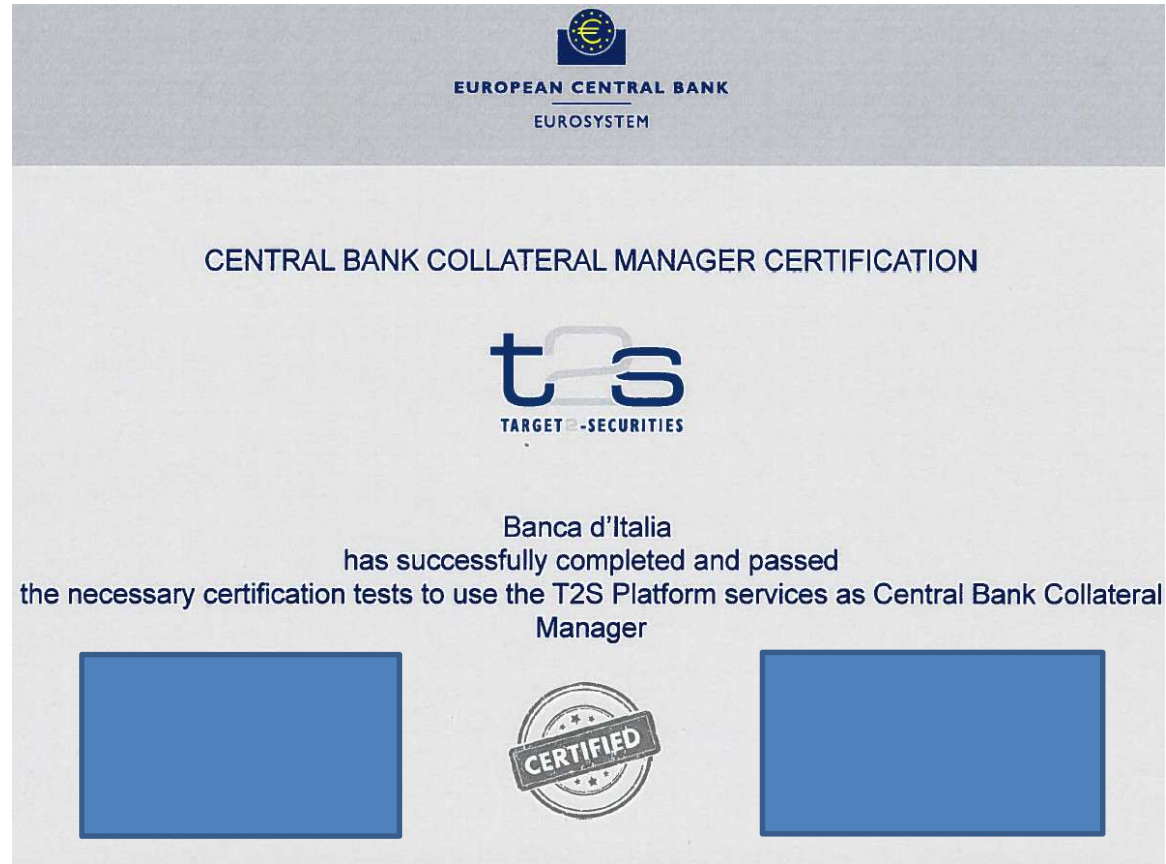 EUROPEAN CENTRAL BANK
EUROSYSTEM
CENTRAL BANK COLLATERAL MANAGER CERTIFICATION
t2s
TARGET2-SECURITIES
Banca d'Italia
has successfully completed and passed
the necessary certification tests to use the T2S Platform services as Central Bank Collateral
Manager
CERTIFIED